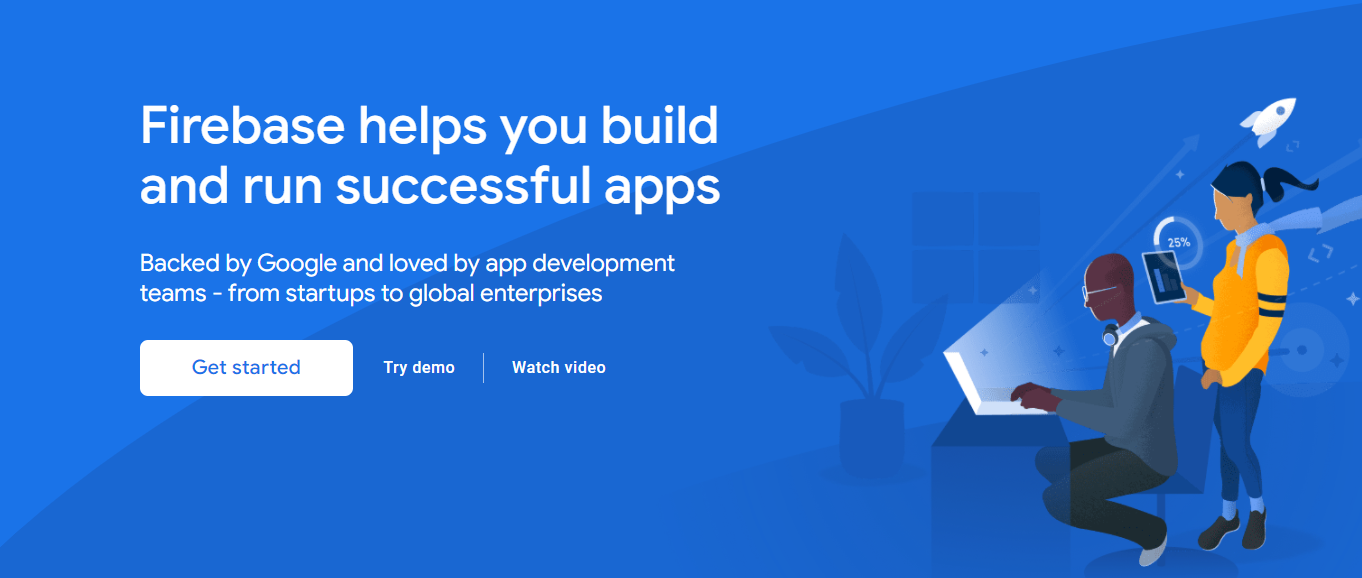 Firebase helps you build
and run successful apps
Backed by Google and loved by app development
teams - from startups to global enterprises
Get started
Try demo
Watch video
25%